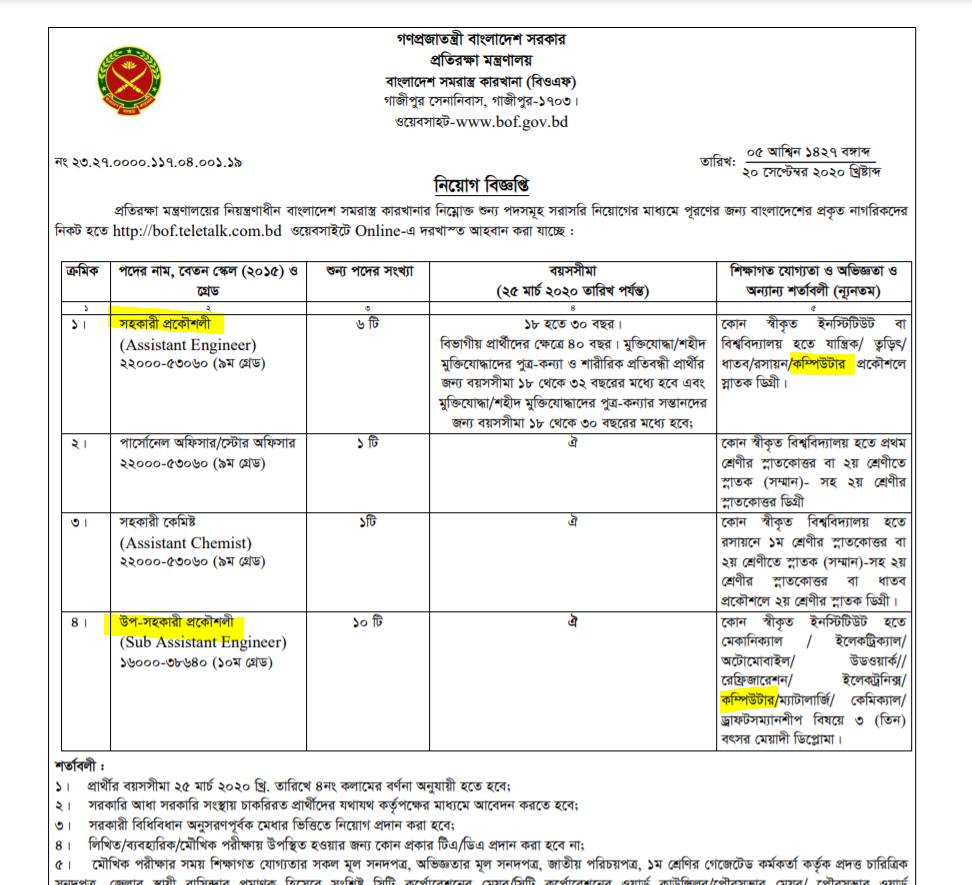 গণপ্রজাতন্ত্রী বাংলাদেশ সরকার
প্রতিরক্ষা মন্ত্রণালয়
বাংলাদেশ সমরাস্ত্র কারখানা (বিওএফ)
গাজীপুর সেনানিবাস, গাজীপুর-১৭০৩।
ওয়েবসাইট-www.bof.gov.bd
নং ২৩.২৭.০০০০.১১৭.০৪.০০১.১৯
তারিখ: ০৫ আশ্বিন ১৪২৭ বঙ্গাব্দ
২০ সেপ্টেম্বর ২০২০ খ্রিষ্টাব্দ
নিয়োগ বিজ্ঞপ্তি
প্রতিরক্ষা মন্ত্রণালয়ের নিয়ন্ত্রণাধীন বাংলাদেশ সমরাস্ত্র কারখানার নিম্নোক্ত শুন্য পদসমূহ সরাসরি নিয়োগের মাধ্যমে পূরণের জন্য বাংলাদেশের প্রকৃত নাগরিকদের
নিকট হতে http://bof.teletalk.com.bd ওয়েবসাইটে Online-এ দরখাস্ত আহবান করা যাচ্ছে :
ক্রমিক
পদের নাম, বেতন স্কেল (২০১৫) ও
গ্রেড
শুন্য পদের সংখ্যা
বয়সসীমা
(২৫ মার্চ ২০২০ তারিখ পর্যন্ত)
শিক্ষাগত যোগ্যতা ও অভিজ্ঞতা ও
অন্যান্য শর্তাবলী (ন্যূনতম)
১ ২ ৩ ৪ ৫
১।
সহকারী প্রকৌশলী
(Assistant Engineer)
২২০০০-৫৩০৬০ (৯ম গ্রেড)
৬ টি
১৮ হতে ৩০ বছর।
বিভাগীয় প্রার্থীদের ক্ষেত্রে ৪০ বছর। মুক্তিযোদ্ধা/শহীদ
মুক্তিযোদ্ধাদের পুত্র-কন্যা ও শারীরিক প্রতিবন্ধী প্রার্থীর
জন্য বয়সসীমা ১৮ থেকে ৩২ বছরের মধ্যে হবে এবং
মুক্তিযোদ্ধা/শহীদ মুক্তিযোদ্ধাদের পুত্র-কন্যার সন্তানদের
জন্য বয়সসীমা ১৮ থেকে ৩০ বছরের মধ্যে হবে;
কোন স্বীকৃত ইনস্টিটিউট বা
বিশ্ববিদ্যালয় হতে যান্ত্রিক/ তড়িৎ/
ধাতব/রসায়ন/কম্পিউটার প্রকৌশলে
স্নাতক ডিগ্রী।
২।
পার্সোনেল অফিসার/স্টোর অফিসার
২২০০০-৫৩০৬০ (৯ম গ্রেড)
১ টি
ঐ
কোন স্বীকৃত বিশ্ববিদ্যালয় হতে প্রথম
শ্রেণীর স্নাতকোত্তর বা ২য় শ্রেণীতে
স্নাতক (সম্মান)- সহ ২য় শ্রেণীর
স্নাতকোত্তর ডিগ্রী
৩।
সহকারী কেমিষ্ট
(Assistant Chemist)
২২০০০-৫৩০৬০ (৯ম গ্রেড)
১টি
ঐ
কোন স্বীকৃত বিশ্ববিদ্যালয় হতে
রসায়নে ১ম শ্রেণীর স্নাতকোত্তর বা
২য় শ্রেণীতে স্নাতক (সম্মান)-সহ ২য়
শ্রেণীর স্নাতকোত্তর বা ধাতব
প্রকৌশলে ২য় শ্রেণীর স্নাতক ডিগ্রী।
৪।
উপ-সহকারী প্রকৌশলী
(Sub Assistant Engineer)
১৬০০০-৩৮৬৪০ (১০ম গ্রেড)
১০ টি
ঐ
কোন স্বীকৃত ইনস্টিটিউট হতে
মেকানিক্যাল / ইলেকট্রিক্যাল/
অটোমোবাইল/ উডওয়ার্ক//
রেফ্রিজারেশন/ ইলেকট্রনিক্স/
কম্পিউটার/ম্যাটালার্জি/ কেমিক্যাল/
ড্রাফটসম্যানশীপ বিষয়ে ৩ (তিন)
বৎসর মেয়াদী ডিপ্লোমা।
শর্তাবলী :
১। প্রার্থীর বয়সসীমা ২৫ মার্চ ২০২০ খ্রি. তারিখে ৪নং কলামের বর্ণনা অনুযায়ী হতে হবে;
২। সরকারি আধা সরকারি সংস্থায় চাকরিরত প্রার্থীদের যথাযথ কর্তৃপক্ষের মাধ্যমে আবেদন করতে হবে;
৩। সরকারী বিধিবিধান অনুসরণপূর্বক মেধার ভিত্তিতে নিয়োগ প্রদান করা হবে;
৪। লিখিত/ব্যবহারিক/মৌখিক পরীক্ষায় উপস্থিত হওয়ার জন্য কোন প্রকার টিএ/ডিএ প্রদান করা হবে না;
৫। মৌখিক পরীক্ষার সময় শিক্ষাগত যোগ্যতার সকল মূল সনদপত্র, অভিজ্ঞতার মূল সনদপত্র, জাতীয় পরিচয়পত্র, ১ম শ্রেণির গেজেটেড কর্মকর্তা কর্তৃক প্রদত্ত চারিত্রিক